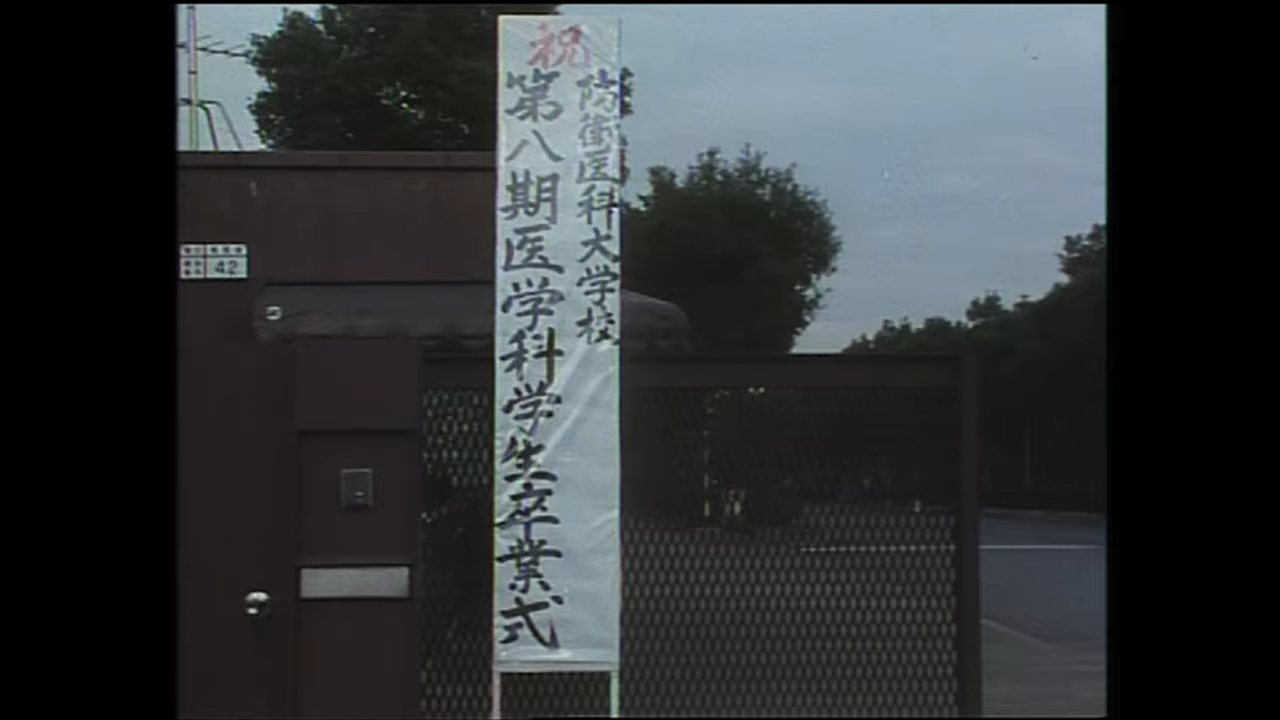 祝
防衛医科大学校
第八期医学科学生卒業式
42